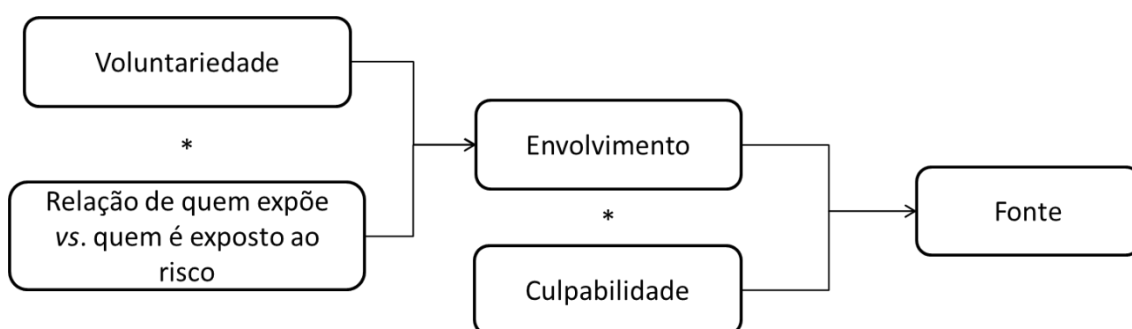 Voluntariedade
*
Relação de quem expõe
vs. quem é exposto ao
risco
Envolvimento
*
Culpabilidade
Fonte